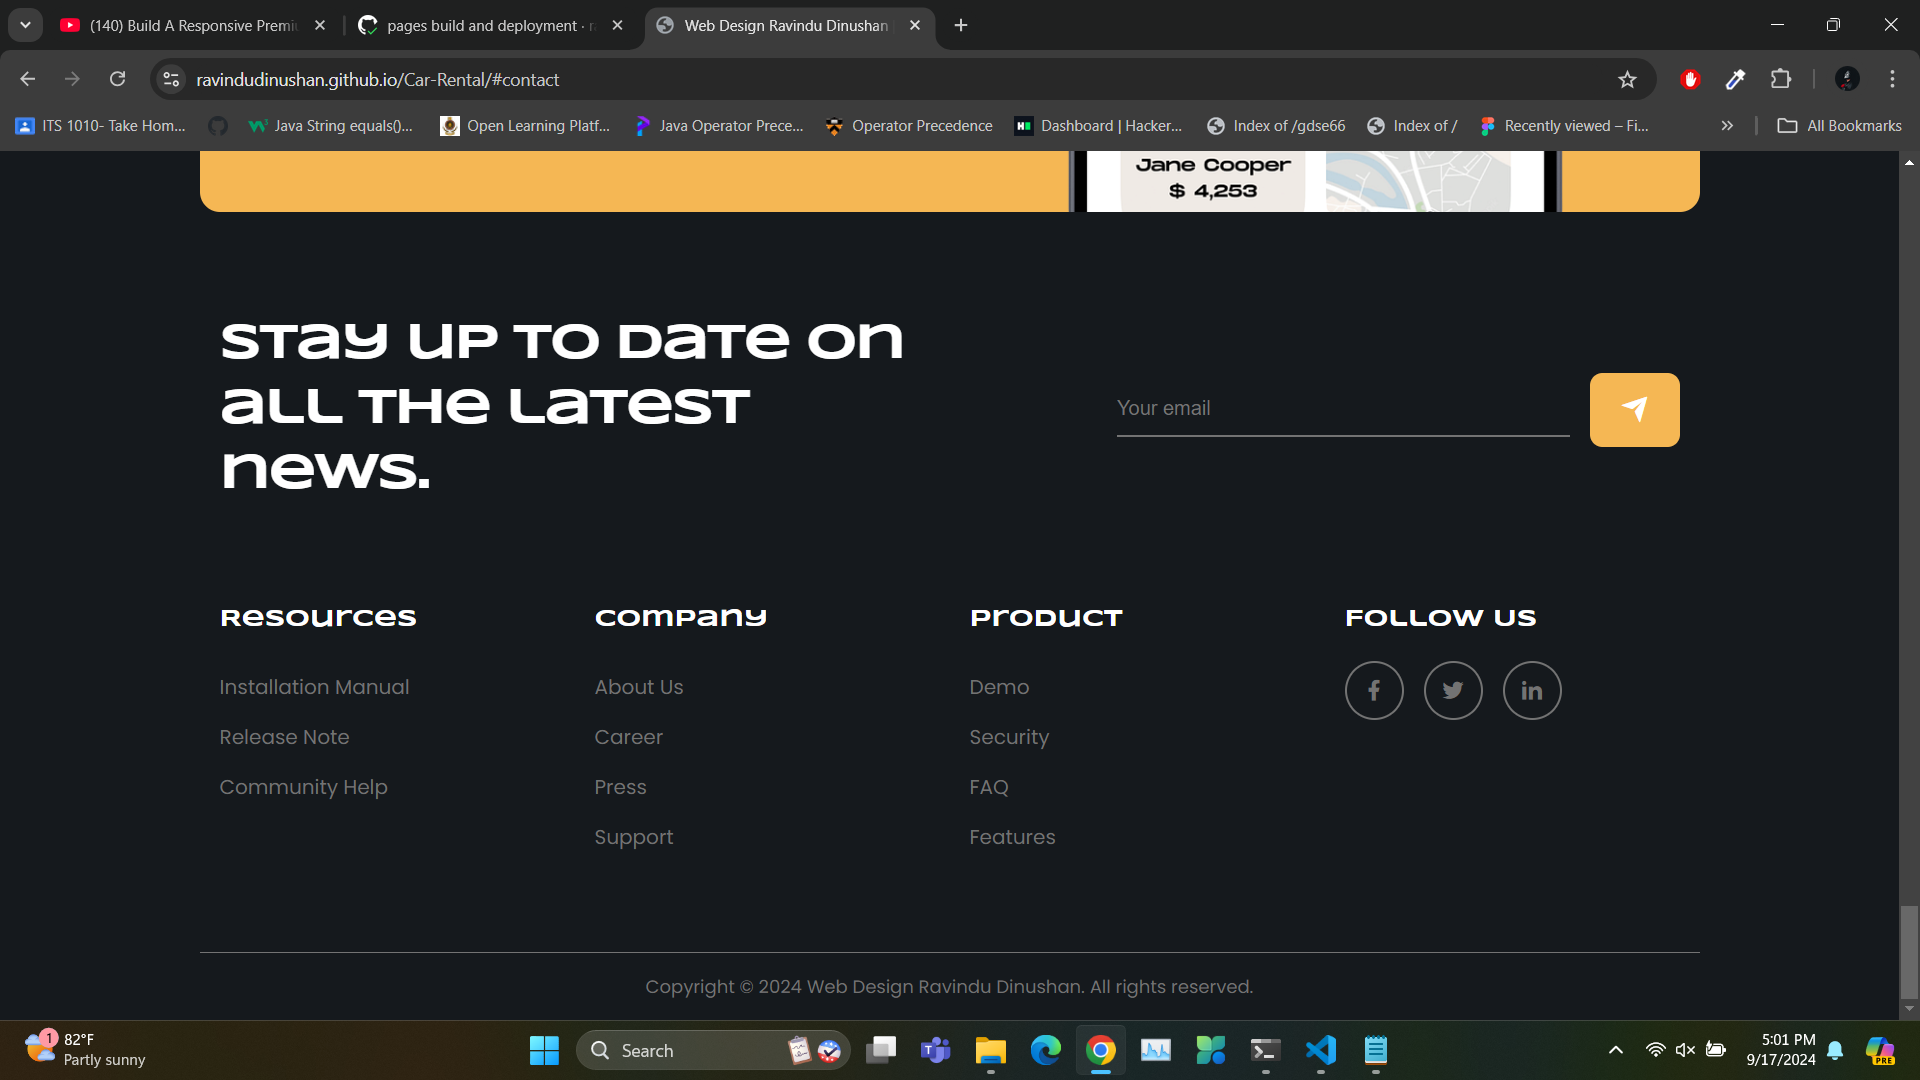 (140) Build A Responsive Premi
pages build and deployment ·
Web Design Ravindu Dinushan
ravindudinushan.github.io/Car-Rental/#contact
ITS 1010- Take Hom...
Java String equals()...
Open Learning Platf...
Java Operator Prece...
Operator Precedence
Dashboard | Hacker...
Index of /gdse66
Index of /
Recently viewed – Fi...
All Bookmarks
Jane Cooper
$ 4,253
Stay up to date on
all the latest
news.
Your email
Resources
Installation Manual
Release Note
Community Help
Company
About Us
Career
Press
Support
Product
Demo
Security
FAQ
Features
Follow Us
Copyright © 2024 Web Design Ravindu Dinushan. All rights reserved.
1
82°F
Partly sunny
Search
PRE
5:01 PM
9/17/2024